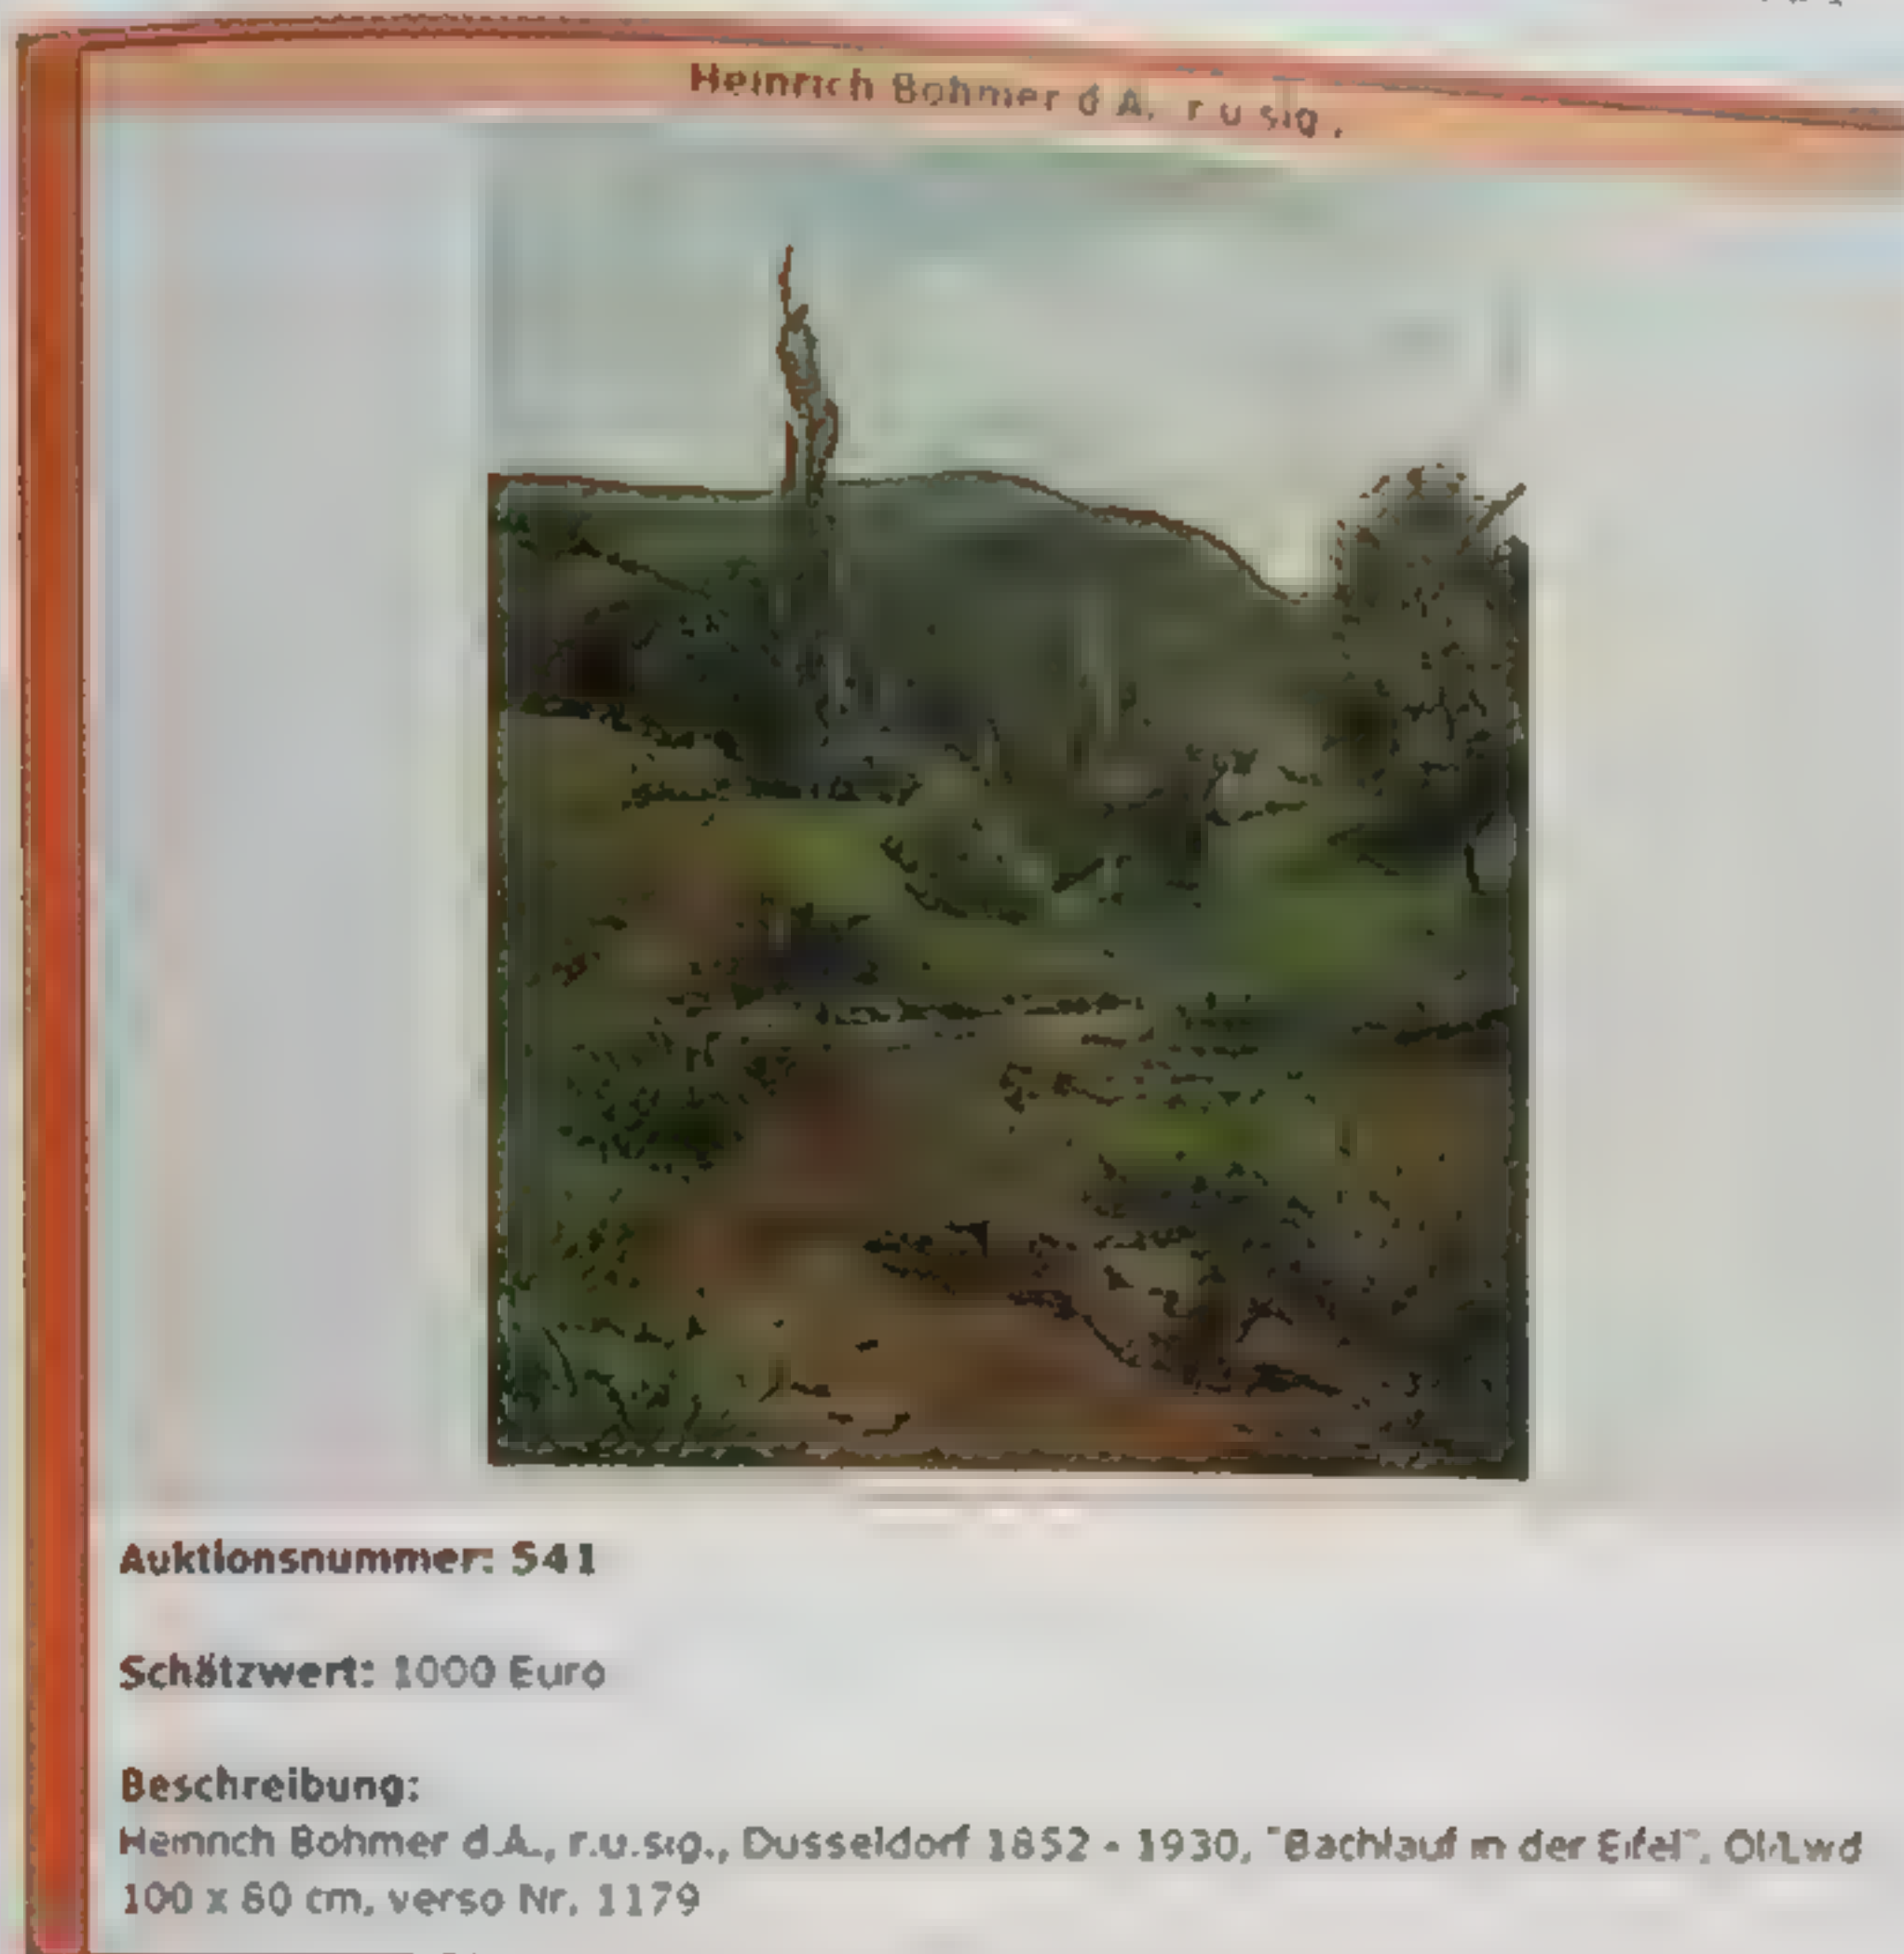 Heinrich Bohmer d A. r u sig.
Auktionsnummer: 541
Schätzwert: 1000 Euro
Beschreibung:
Heinrich Bohmer d.A., r.u.sig., Dusseldorf 1852 - 1930, "Bachlauf in der Eifel", Öl/Lwd
100 x 80 cm, verso Nr. 1179